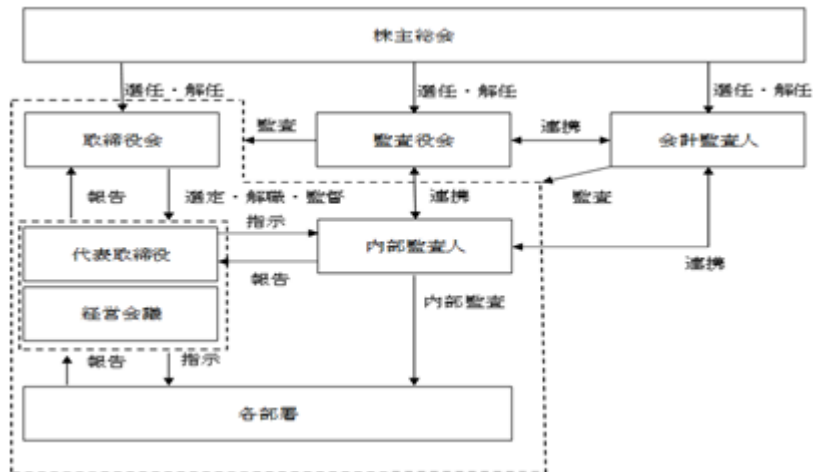 株主総会
選任・解任
選任・解任
選任・解任
取締役会
監査
監査役会
連携
会計監査人
報告
選定・解職・監督
連携
監査
指示
代表取締役
内部監査人
報告
連携
経営会議
内部監査
報告
指示
各部署